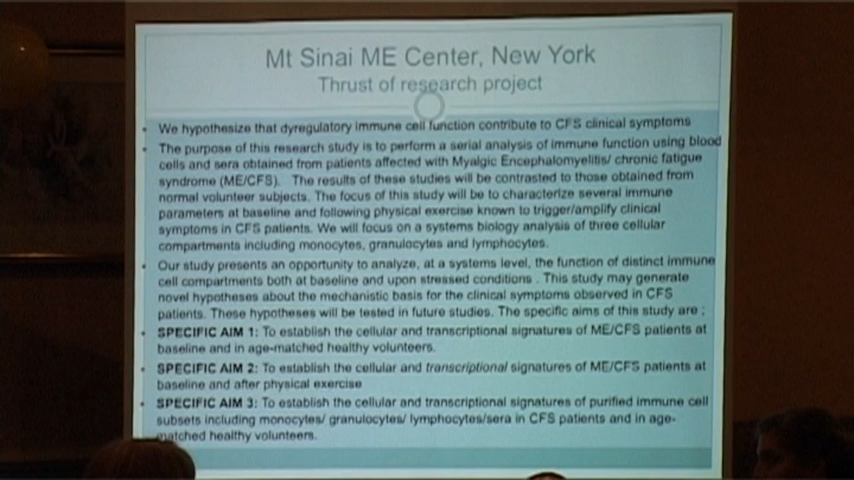 Mt Sinai ME Center, New York
Thrust of research project
• We hypothesize that dyregulatory immune cell function contribute to CFS clinical symptoms
• The purpose of this research study is to perform a serial analysis of immune function using blood
cells and sera obtained from patients affected with Myalgic Encephalomyelitis/ chronic fatigue
syndrome (ME/CFS). The results of these studies will be contrasted to those obtained from
normal volunteer subjects. The focus of this study will be to characterize several immune
parameters at baseline and following physical exercise known to trigger/amplify clinical
symptoms in CFS patients. We will focus on a systems biology analysis of three cellular
compartments including monocytes, granulocytes and lymphocytes.
• Our study presents an opportunity to analyze, at a systems level, the function of distinct immune
cell compartments both at baseline and upon stressed conditions . This study may generate
novel hypotheses about the mechanistic basis for the clinical symptoms observed in CFS
patients. These hypotheses will be tested in future studies. The specific aims of this study are ;
• SPECIFIC AIM 1: To establish the cellular and transcriptional signatures of ME/CFS patients at
baseline and in age-matched healthy volunteers.
• SPECIFIC AIM 2: To establish the cellular and transcriptional signatures of ME/CFS patients at
baseline and after physical exercise
• SPECIFIC AIM 3: To establish the cellular and transcriptional signatures of purified immune cell
subsets including monocytes/ granulocytes/ lymphocytes/sera in CFS patients and in age-
matched healthy volunteers.